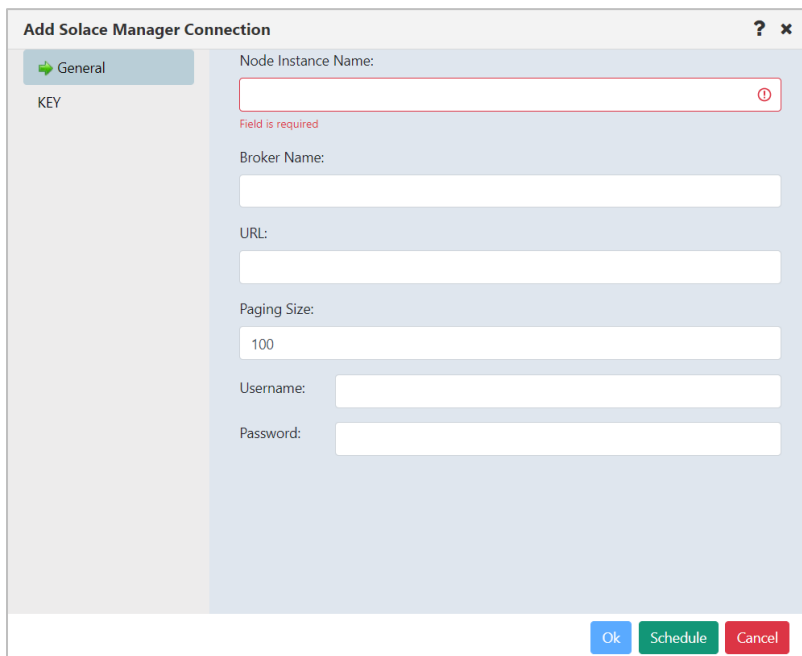 Add Solace Manager Connection ? ×
General
KEY
Node Instance Name:
Field is required
Broker Name:
URL:
Paging Size:
100
Username:
Password:
Ok Schedule Cancel